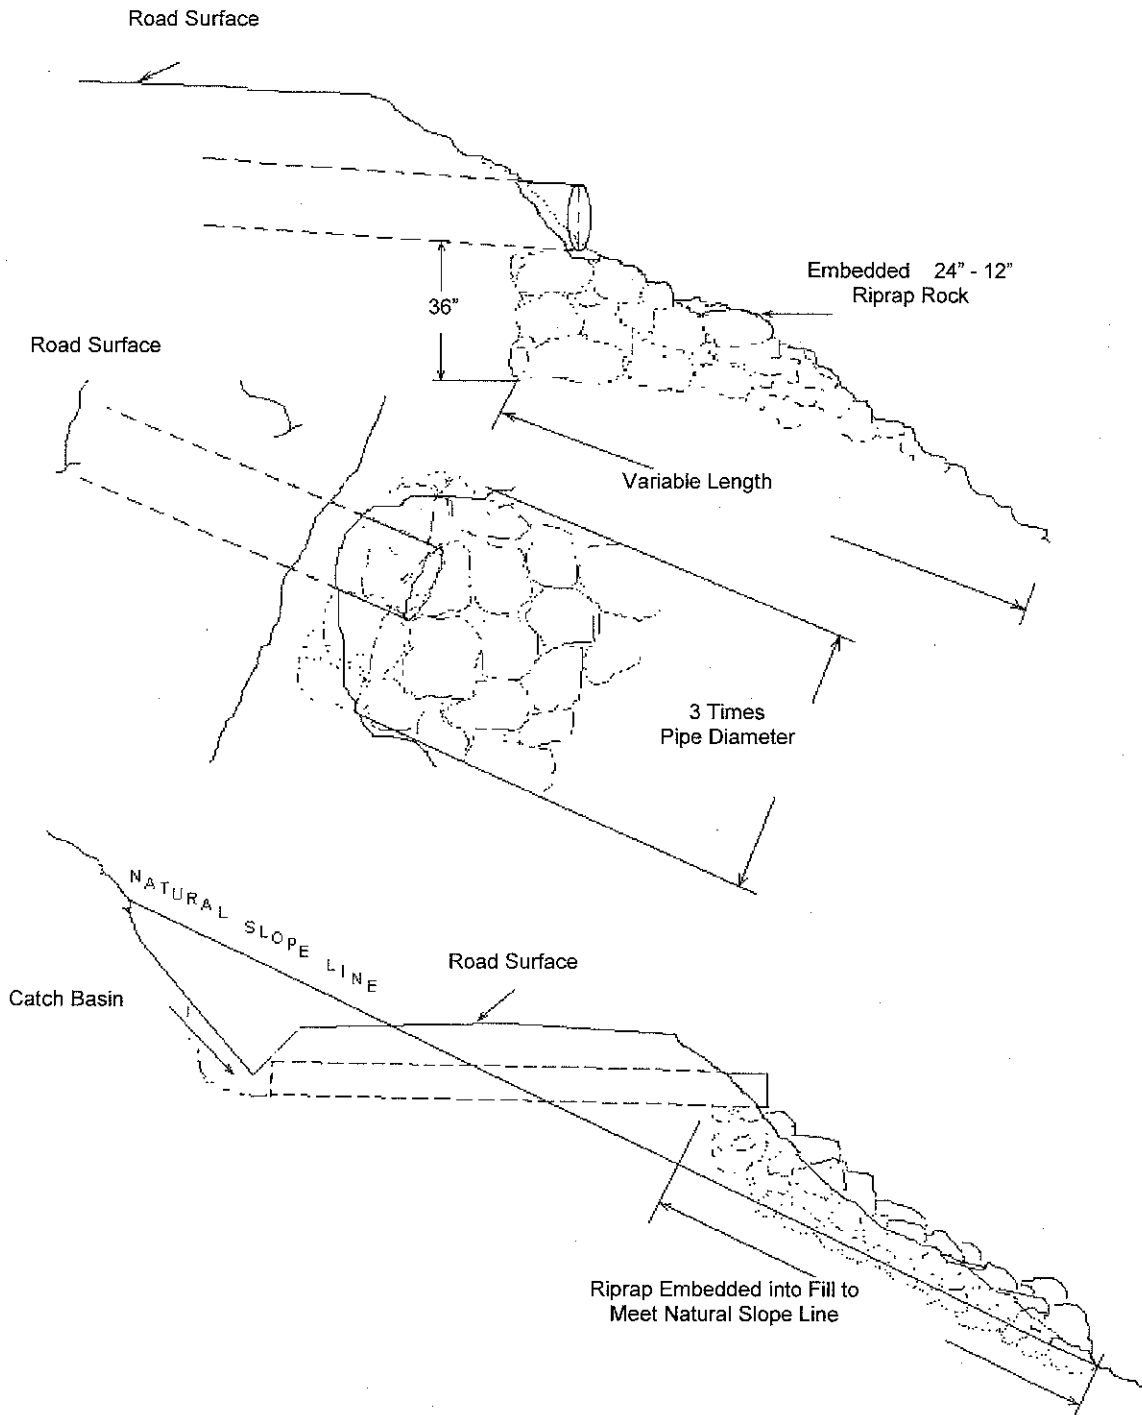 Road Surface
Embedded 24" - 12"
Riprap Rock
36"
Road Surface
Variable Length
3 Times
Pipe Diameter
NATURAL SLOPE LINE
Road Surface
Catch Basin
Riprap Embedded into Fill to
Meet Natural Slope Line